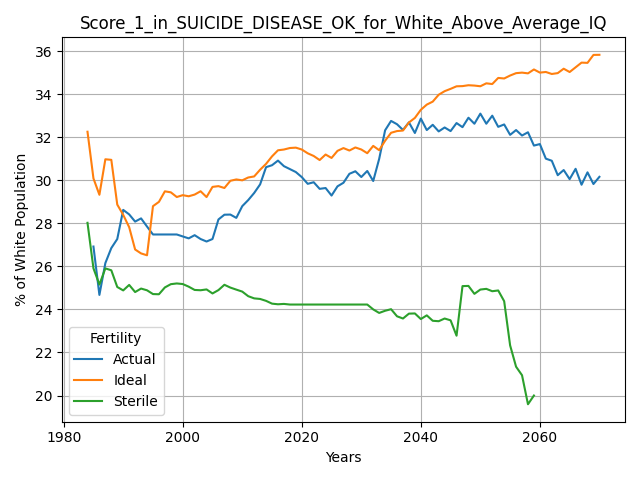 Score_1_in_SUICIDE_DISEASE_OK_for_White_Above_Average_IQ
% of White Population
36
34
32
30
28
26
24
22
20
Fertility
Actual
Ideal
Sterile
1980 2000 2020 2040 2060
Years